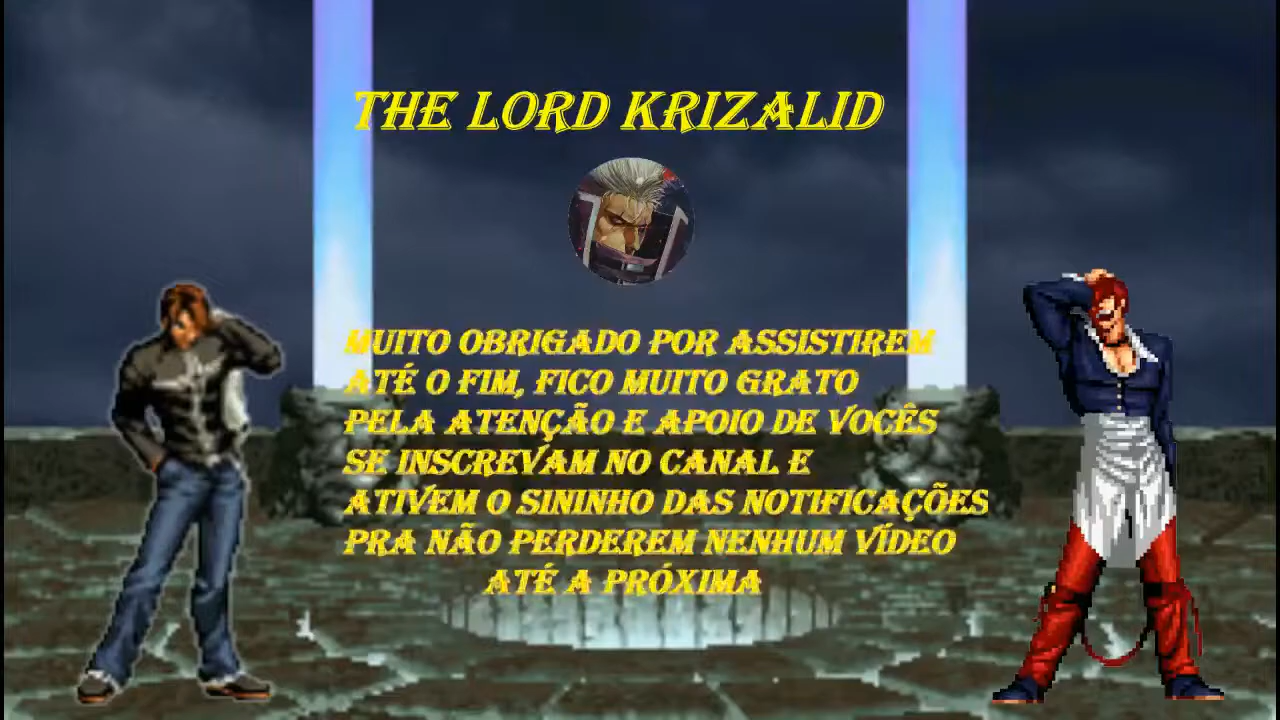 THE LORD KRIZALID
MUITO OBRIGADO POR ASSISTIREM
ATÉ O FIM, FICO MUITO GRATO
PELA ATENÇÃO E APOIO DE VOCÊS
SE INSCREVAM NO CANAL E
ATIVEM O SININHO DAS NOTIFICAÇÕES
PRA NÃO PERDEREM NENHUM VÍDEO
ATÉ A PRÓXIMA